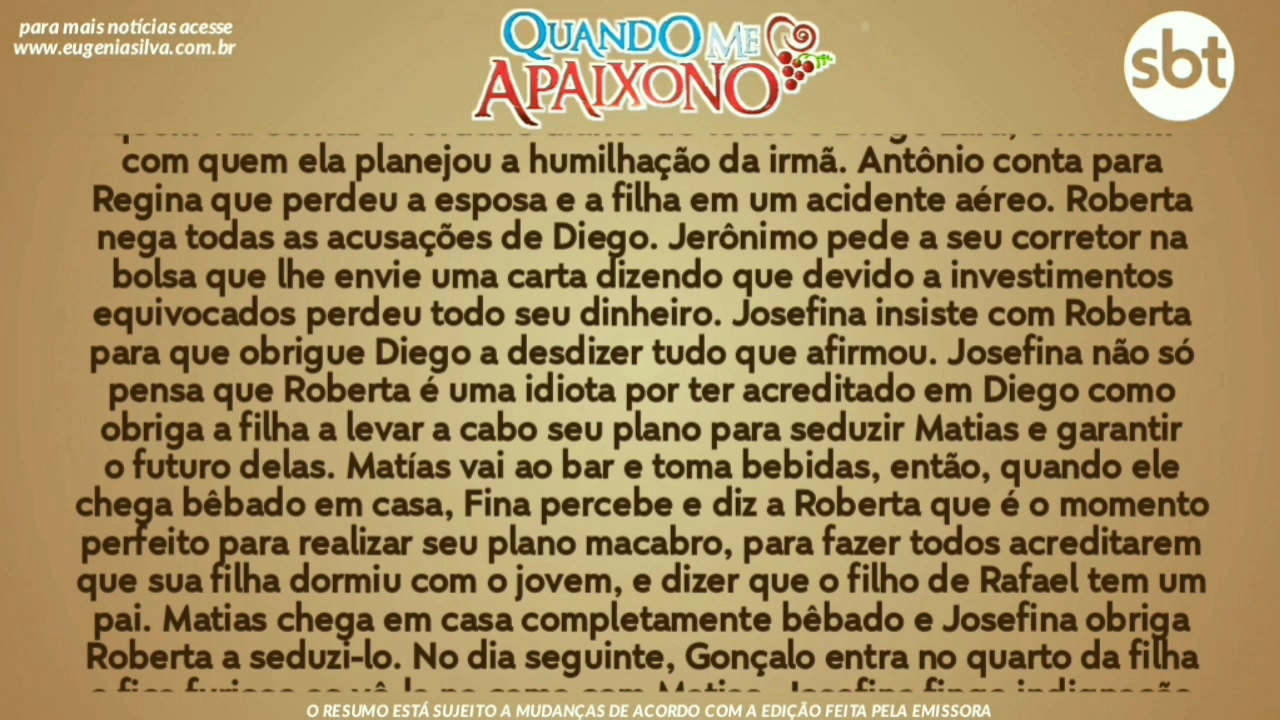 para mais notícias acesse
www.eugeniasilva.com.br
QUANDO ME
APAIXONO
sbt
com quem ela planejou a humilhação da irmã. Antônio conta para
Regina que perdeu a esposa e a filha em um acidente aéreo. Roberta
nega todas as acusações de Diego. Jerônimo pede a seu corretor na
bolsa que lhe envie uma carta dizendo que devido a investimentos
equivocados perdeu todo seu dinheiro. Josefina insiste com Roberta
para que obrigue Diego a desdizer tudo que afirmou. Josefina não só
pensa que Roberta é uma idiota por ter acreditado em Diego como
obriga a filha a levar a cabo seu plano para seduzir Matias e garantir
o futuro delas. Matías vai ao bar e toma bebidas, então, quando ele
chega bêbado em casa, Fina percebe e diz a Roberta que é o momento
perfeito para realizar seu plano macabro, para fazer todos acreditarem
que sua filha dormiu com o jovem, e dizer que o filho de Rafael tem um
pai. Matias chega em casa completamente bêbado e Josefina obriga
Roberta a seduzi-lo. No dia seguinte, Gonçalo entra no quarto da filha
O RESUMO ESTÁ SUJEITO A MUDANÇAS DE ACORDO COM A EDIÇÃO FEITA PELA EMISSORA